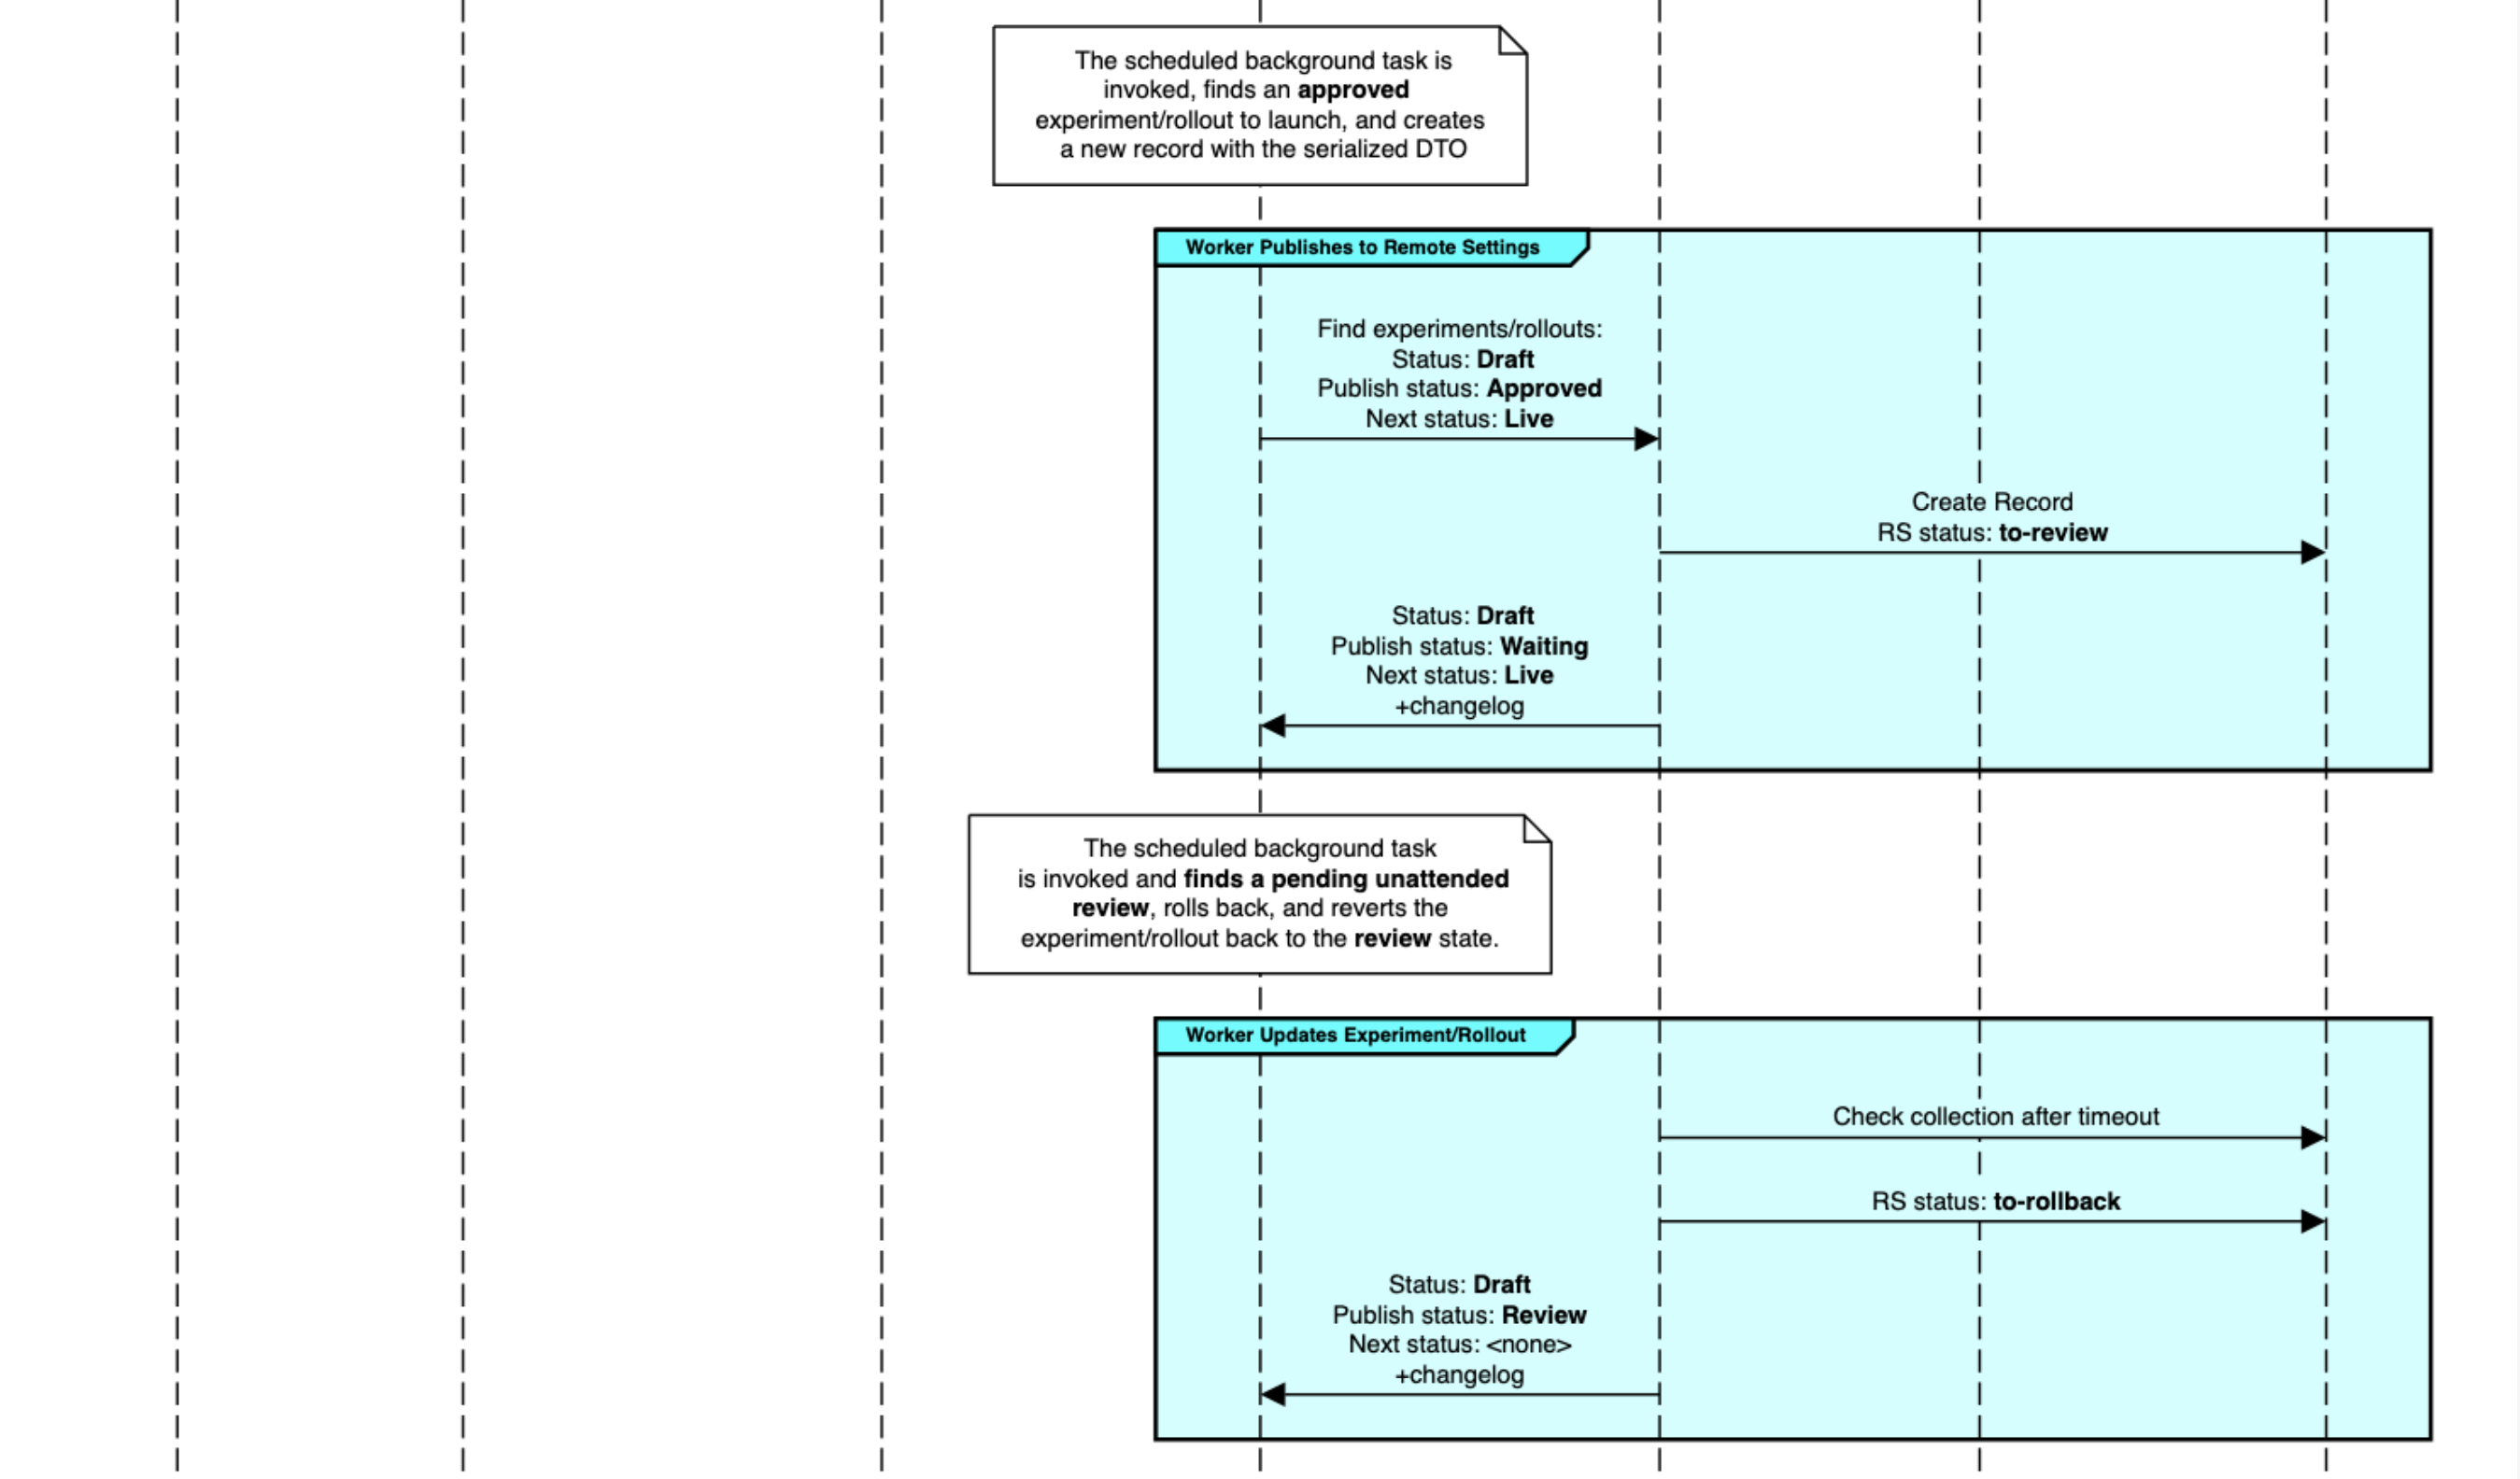 The scheduled background task is
invoked, finds an approved
experiment/rollout to launch, and creates
a new record with the serialized DTO
Worker Publishes to Remote Settings
Find experiments/rollouts:
Status: Draft
Publish status: Approved
Next status: Live
Create Record
RS status: to-review
Status: Draft
Publish status: Waiting
Next status: Live
+changelog
The scheduled background task
is invoked and finds a pending unattended
review, rolls back, and reverts the
experiment/rollout back to the review state.
Worker Updates Experiment/Rollout
Check collection after timeout
RS status: to-rollback
Status: Draft
Publish status: Review
Next status: <none>
+changelog